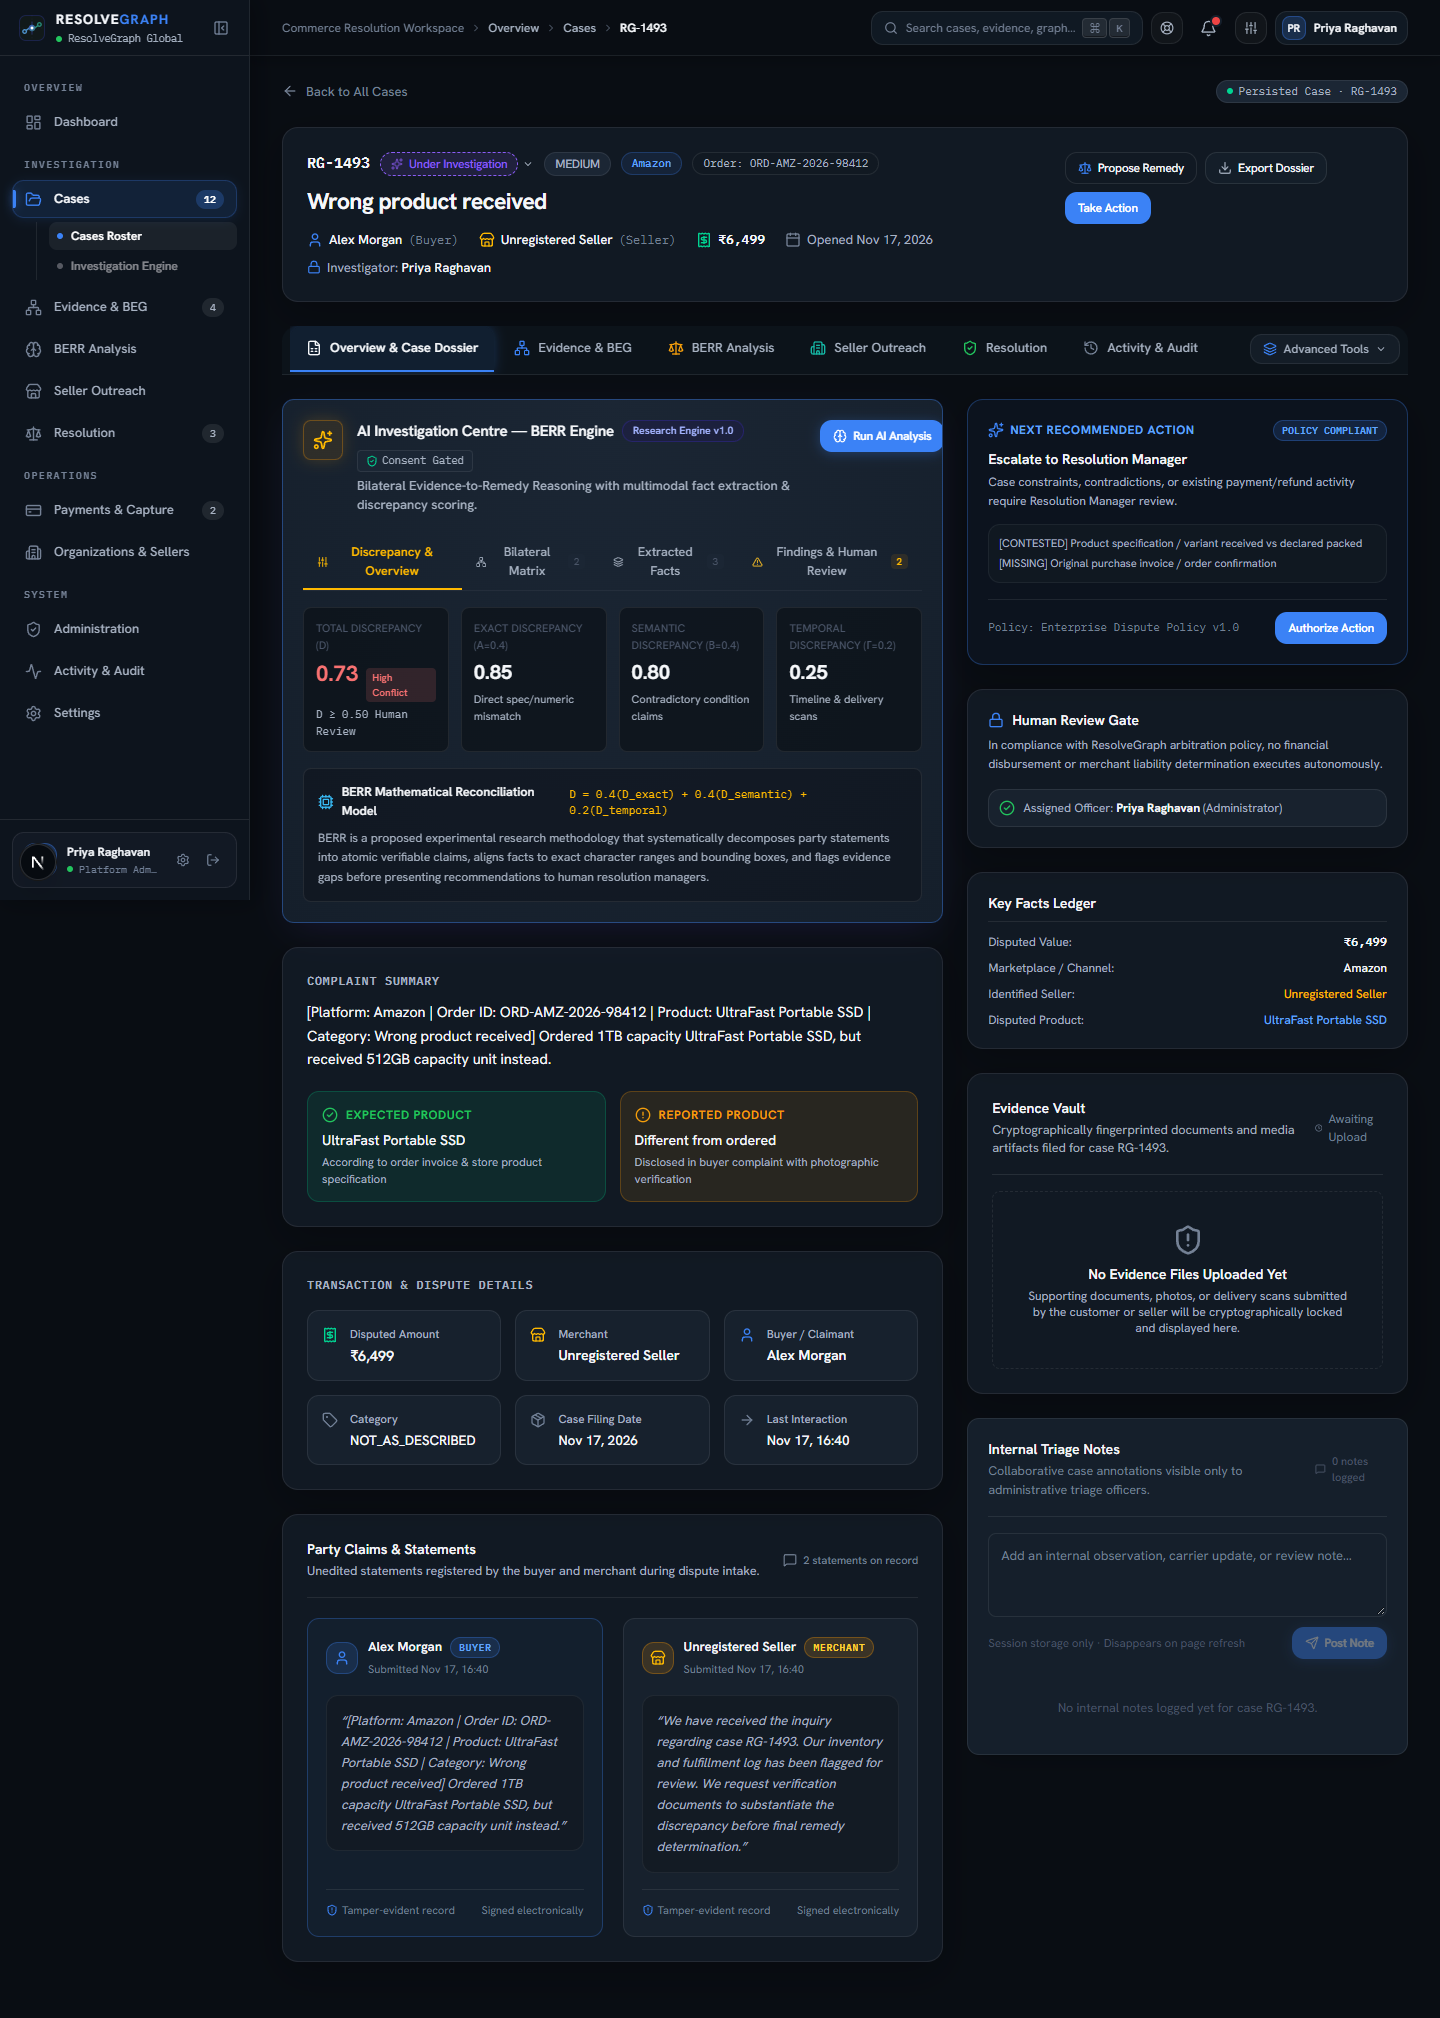 RESOLVEGRAPH
ResolveGraph Global
Commerce Resolution Workspace > Overview > Cases > RG-1493
Search cases, evidence, graph... ⌘ K
PR Priya Raghavan
OVERVIEW
Dashboard
INVESTIGATION
Cases 12
Cases Roster
Investigation Engine
Evidence & BEG 4
BERR Analysis
Seller Outreach
Resolution 3
OPERATIONS
Payments & Capture 2
Organizations & Sellers
SYSTEM
Administration
Activity & Audit
Settings
N Priya Raghavan
Platform Adm…
Back to All Cases
Persisted Case · RG-1493
RG-1493 Under Investigation MEDIUM Amazon Order: ORD-AMZ-2026-98412
Wrong product received
Alex Morgan (Buyer) Unregistered Seller (Seller) ₹6,499 Opened Nov 17, 2026
Investigator: Priya Raghavan
Propose Remedy Export Dossier
Take Action
Overview & Case Dossier Evidence & BEG BERR Analysis Seller Outreach Resolution Activity & Audit Advanced Tools
AI Investigation Centre — BERR Engine Research Engine v1.0
Consent Gated
Bilateral Evidence-to-Remedy Reasoning with multimodal fact extraction &
discrepancy scoring.
Run AI Analysis
Discrepancy &
Overview
Bilateral
Matrix
2
Extracted
Facts
3
Findings & Human
Review
2
TOTAL DISCREPANCY
(D)
0.73 High
Conflict
D ≥ 0.50 Human
Review
EXACT DISCREPANCY
(Α=0.4)
0.85
Direct spec/numeric
mismatch
SEMANTIC
DISCREPANCY (Β=0.4)
0.80
Contradictory condition
claims
TEMPORAL
DISCREPANCY (Γ=0.2)
0.25
Timeline & delivery
scans
BERR Mathematical Reconciliation
Model
D = 0.4(D_exact) + 0.4(D_semantic) +
0.2(D_temporal)
BERR is a proposed experimental research methodology that systematically decomposes party statements
into atomic verifiable claims, aligns facts to exact character ranges and bounding boxes, and flags evidence
gaps before presenting recommendations to human resolution managers.
COMPLAINT SUMMARY
[Platform: Amazon | Order ID: ORD-AMZ-2026-98412 | Product: UltraFast Portable SSD |
Category: Wrong product received] Ordered 1TB capacity UltraFast Portable SSD, but
received 512GB capacity unit instead.
EXPECTED PRODUCT
UltraFast Portable SSD
According to order invoice & store product
specification
REPORTED PRODUCT
Different from ordered
Disclosed in buyer complaint with photographic
verification
TRANSACTION & DISPUTE DETAILS
Disputed Amount
₹6,499
Merchant
Unregistered Seller
Buyer / Claimant
Alex Morgan
Category
NOT_AS_DESCRIBED
Case Filing Date
Nov 17, 2026
Last Interaction
Nov 17, 16:40
Party Claims & Statements
Unedited statements registered by the buyer and merchant during dispute intake.
2 statements on record
Alex Morgan BUYER
Submitted Nov 17, 16:40
“[Platform: Amazon | Order ID: ORD-
AMZ-2026-98412 | Product: UltraFast
Portable SSD | Category: Wrong
product received] Ordered 1TB
capacity UltraFast Portable SSD, but
received 512GB capacity unit instead.”
Tamper-evident record Signed electronically
Unregistered Seller MERCHANT
Submitted Nov 17, 16:40
“We have received the inquiry
regarding case RG-1493. Our inventory
and fulfillment log has been flagged for
review. We request verification
documents to substantiate the
discrepancy before final remedy
determination.”
Tamper-evident record Signed electronically
NEXT RECOMMENDED ACTION POLICY COMPLIANT
Escalate to Resolution Manager
Case constraints, contradictions, or existing payment/refund activity
require Resolution Manager review.
[CONTESTED] Product specification / variant received vs declared packed
[MISSING] Original purchase invoice / order confirmation
Policy: Enterprise Dispute Policy v1.0 Authorize Action
Human Review Gate
In compliance with ResolveGraph arbitration policy, no financial
disbursement or merchant liability determination executes autonomously.
Assigned Officer: Priya Raghavan (Administrator)
Key Facts Ledger
Disputed Value: ₹6,499
Marketplace / Channel: Amazon
Identified Seller: Unregistered Seller
Disputed Product: UltraFast Portable SSD
Evidence Vault
Cryptographically fingerprinted documents and media
artifacts filed for case RG-1493.
Awaiting
Upload
No Evidence Files Uploaded Yet
Supporting documents, photos, or delivery scans submitted
by the customer or seller will be cryptographically locked
and displayed here.
Internal Triage Notes
Collaborative case annotations visible only to
administrative triage officers.
0 notes
logged
Add an internal observation, carrier update, or review note...
Session storage only · Disappears on page refresh Post Note
No internal notes logged yet for case RG-1493.